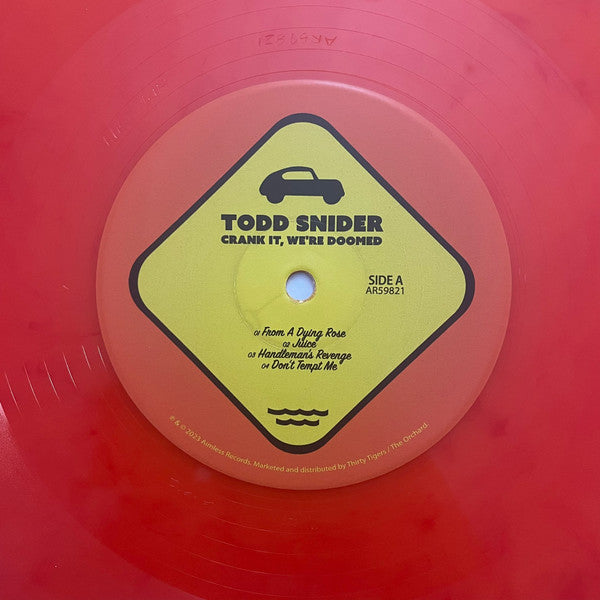 AR59821
TODD SNIDER
CRANK IT, WE'RE DOOMED
SIDE A
AR59821
01 From A Dying Rose
02 Juice
03 Handleman's Revenge
04 Don't Tempt Me
℗ & © 2023 Aimless Records. Marketed and distributed by Thirty Tigers / The Orchard.